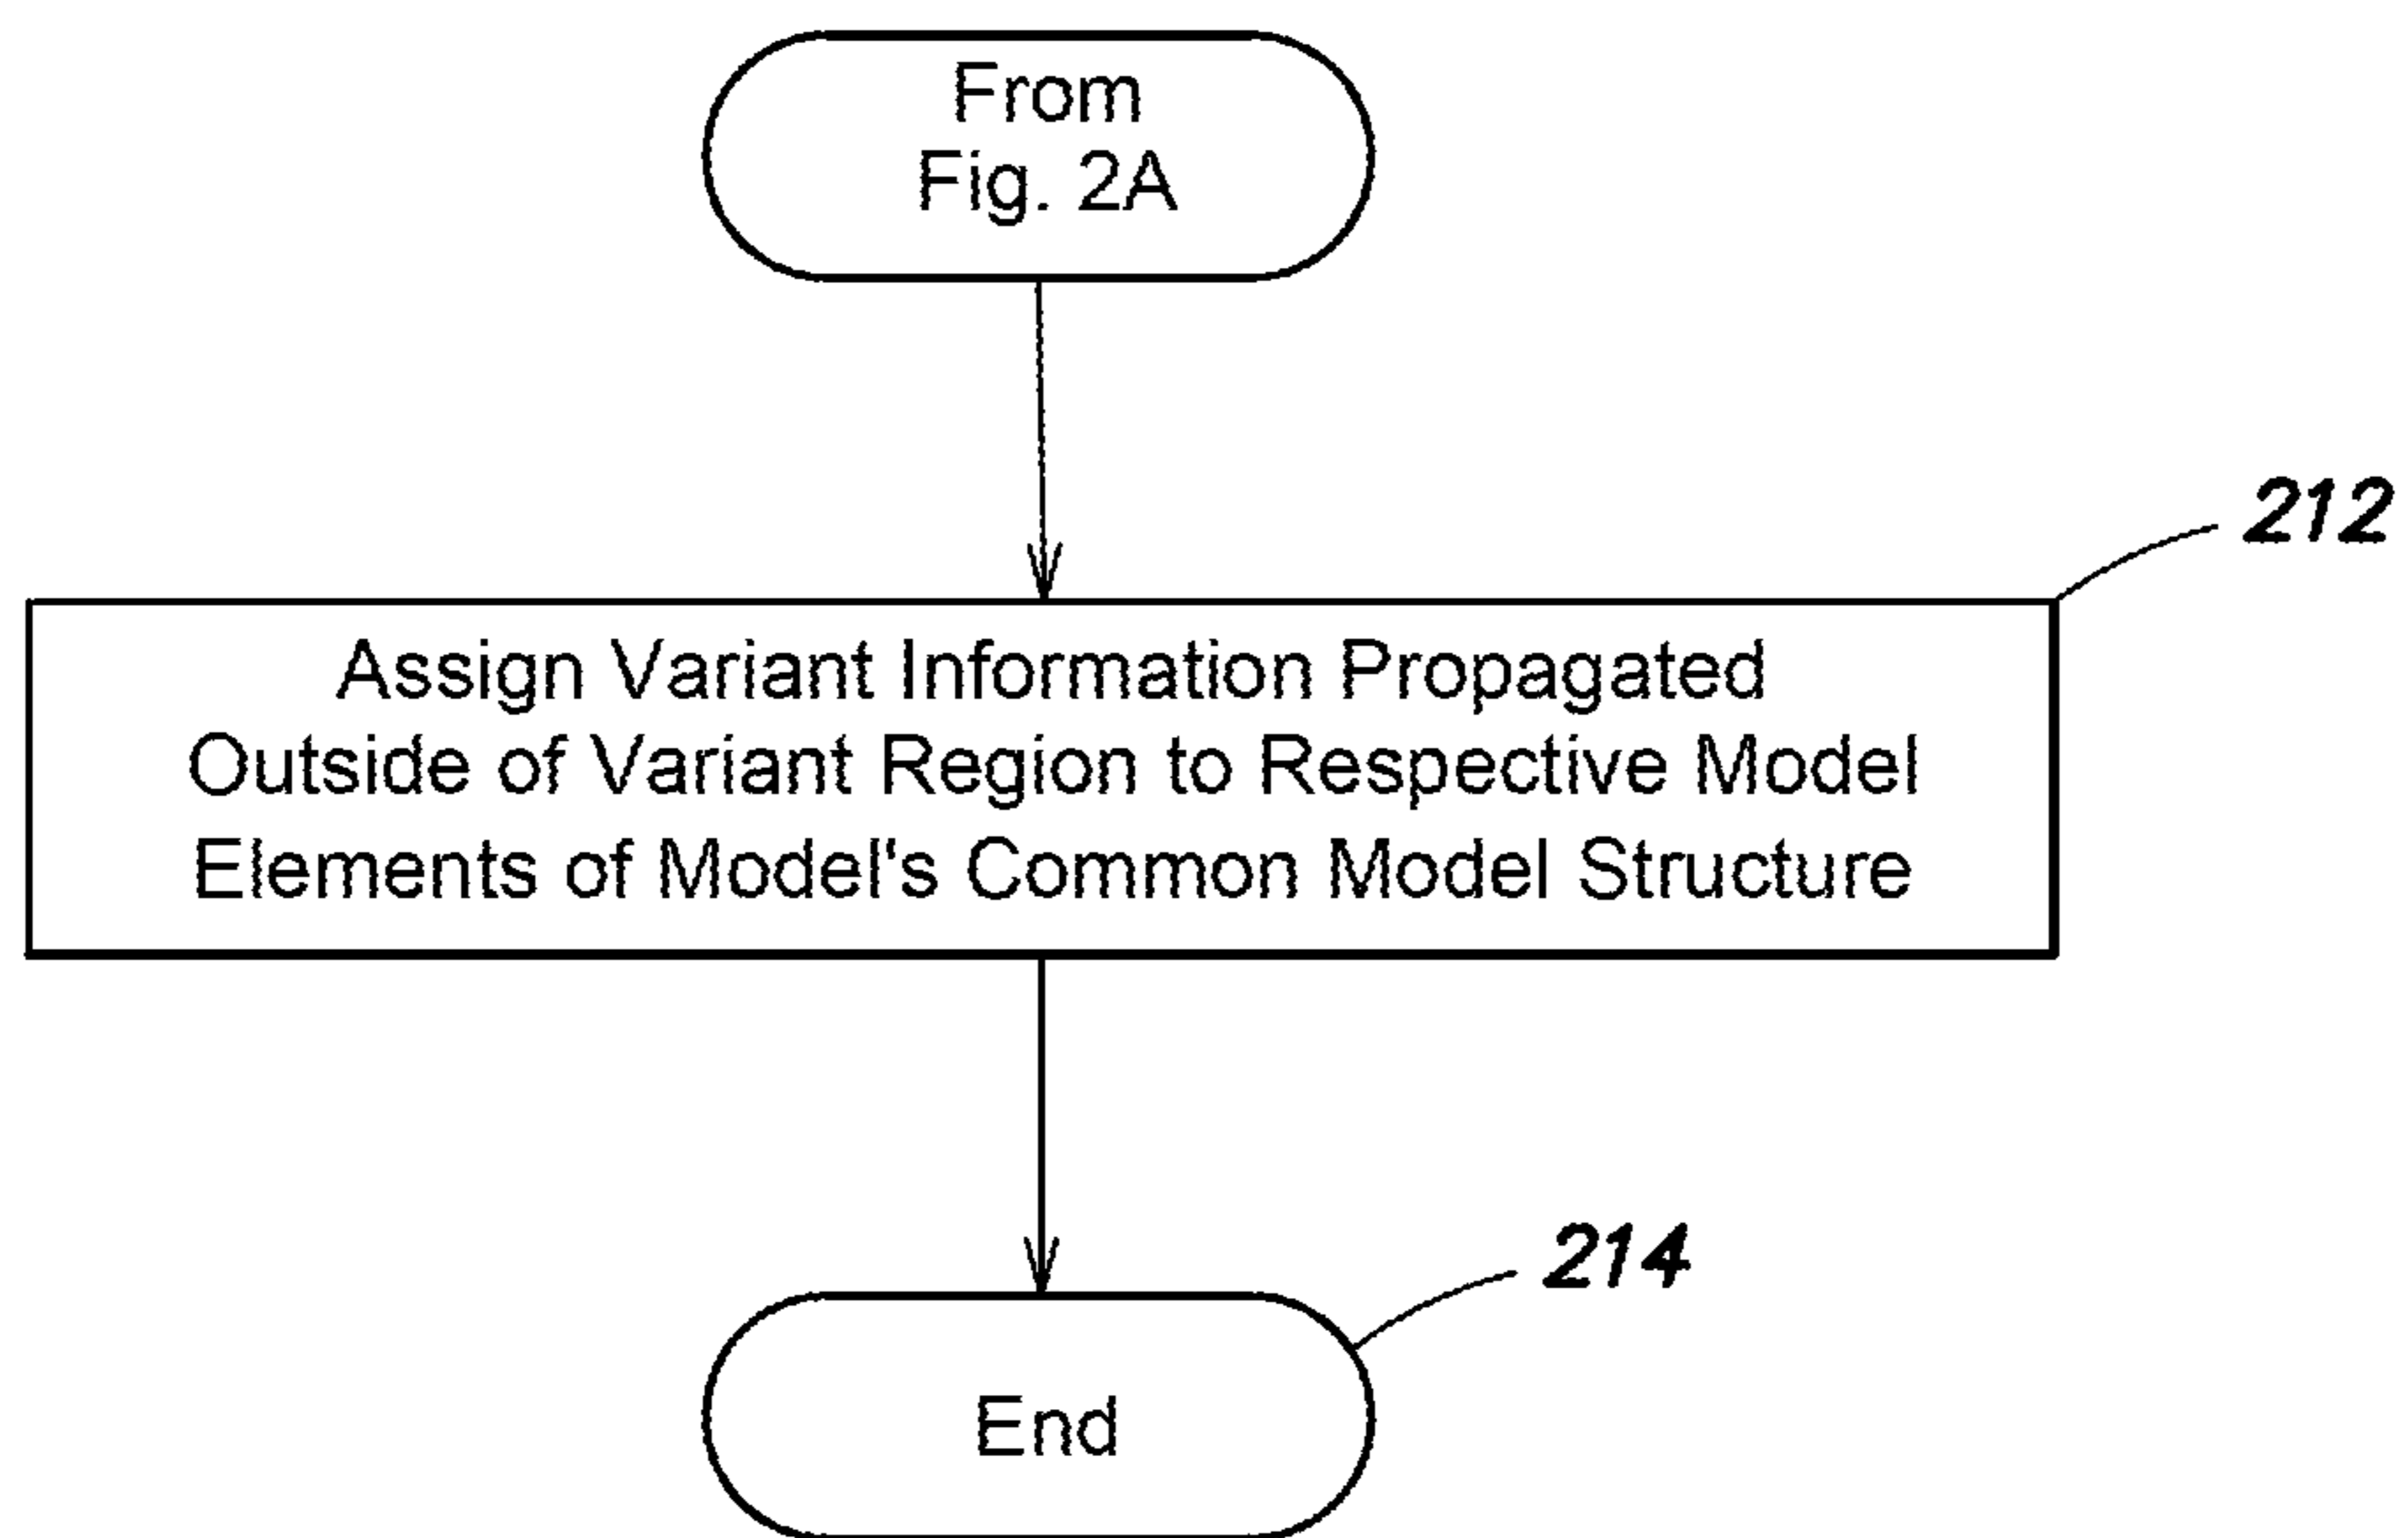 From
Fig. 2A
212
Assign Variant Information Propagated
Outside of Variant Region to Respective Model
Elements of Model's Common Model Structure
214
End